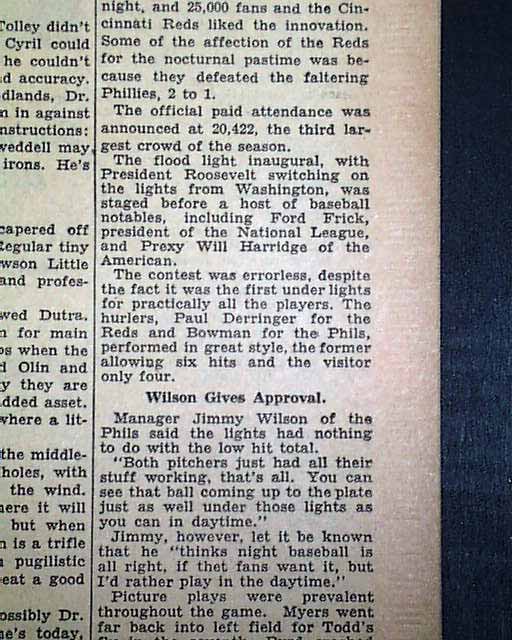 Tolley didn't
Cyril could
he couldn't
d accuracy.
dlands, Dr.
n in against
nstructions:
weddell may
irons. He's
capered off
Regular tiny
wson Little
and profes-
wed Dutra.
n for main
os when the
d Olin and
y they are
dded asset.
where a lit-
the middle-
holes, with
the wind.
here it will
but when
n is a trifle
pugilistic
eat a good
ossibly Dr.
ne's today,
night, and 25,000 fans and the Cin-
cinnati Reds liked the innovation.
Some of the affection of the Reds
for the nocturnal pastime was be-
cause they defeated the faltering
Phillies, 2 to 1.
The official paid attendance was
announced at 20,422, the third lar-
gest crowd of the season.
The flood light inaugural, with
President Roosevelt switching on
the lights from Washington, was
staged before a host of baseball
notables, including Ford Frick,
president of the National League,
and Prexy Will Harridge of the
American.
The contest was errorless, despite
the fact it was the first under lights
for practically all the players. The
hurlers, Paul Derringer for the
Reds and Bowman for the Phils,
performed in great style, the former
allowing six hits and the visitor
only four.
Wilson Gives Approval.
Manager Jimmy Wilson of the
Phils said the lights had nothing
to do with the low hit total.
"Both pitchers just had all their
stuff working, that's all. You can
see that ball coming up to the plate
just as well under those lights as
you can in daytime."
Jimmy, however, let it be known
that he "thinks night baseball is
all right, if thet fans want it, but
I'd rather play in the daytime."
Picture plays were prevalent
throughout the game. Myers went
far back into left field for Todd's